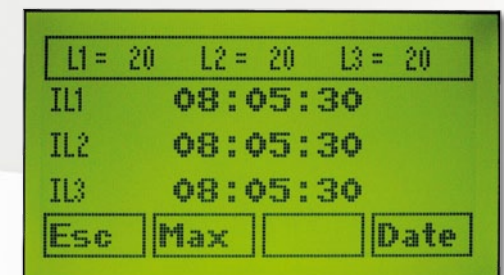 L1 = 20 L2 = 20 L3 = 20
IL1 08:05:30
IL2 08:05:30
IL3 08:05:30
Esc Max Date